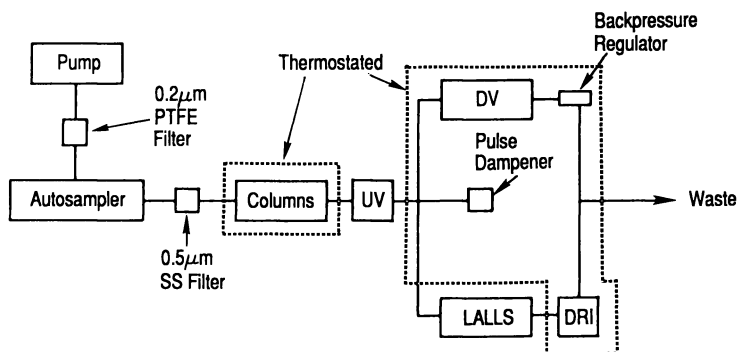 Pump
0.2μm
PTFE
Filter
Autosampler
0.5μm
SS Filter
Thermostated
Columns
UV
DV
Backpressure
Regulator
Pulse
Dampener
Waste
LALLS
DRI